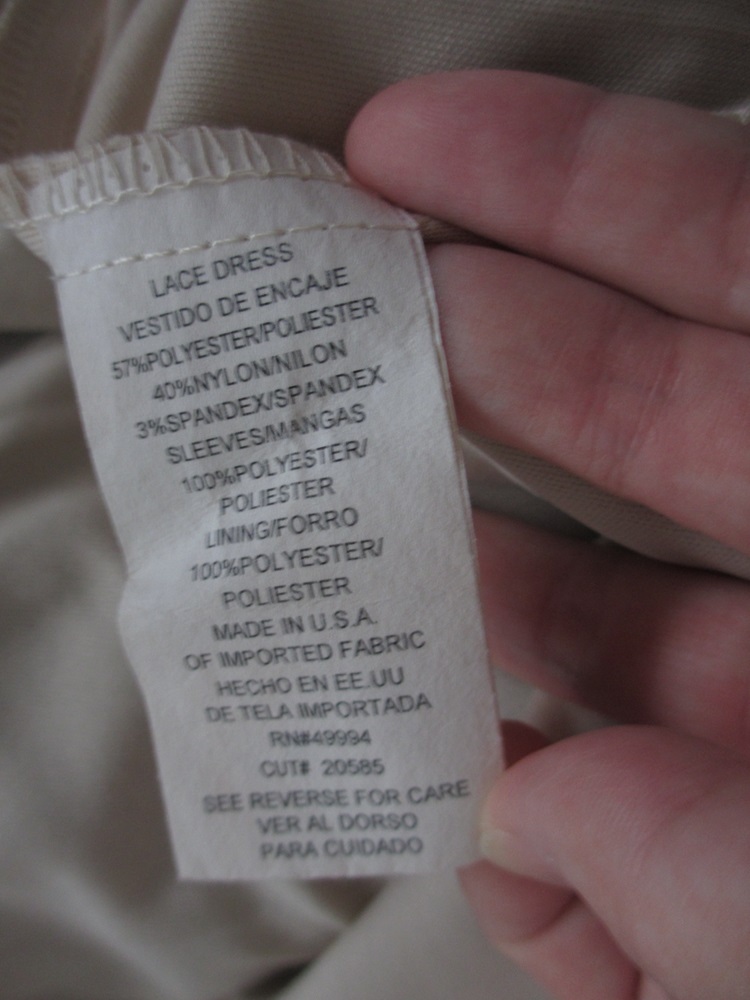 LACE DRESS
VESTIDO DE ENCAJE
57%POLYESTER/POLIESTER
40%NYLON/NILON
3%SPANDEX/SPANDEX
SLEEVES/MANGAS
100%POLYESTER/
POLIESTER
LINING/FORRO
100%POLYESTER/
POLIESTER
MADE IN U.S.A.
OF IMPORTED FABRIC
HECHO EN EE.UU
DE TELA IMPORTADA
RN#49994
CUT# 20585
SEE REVERSE FOR CARE
VER AL DORSO
PARA CUIDADO